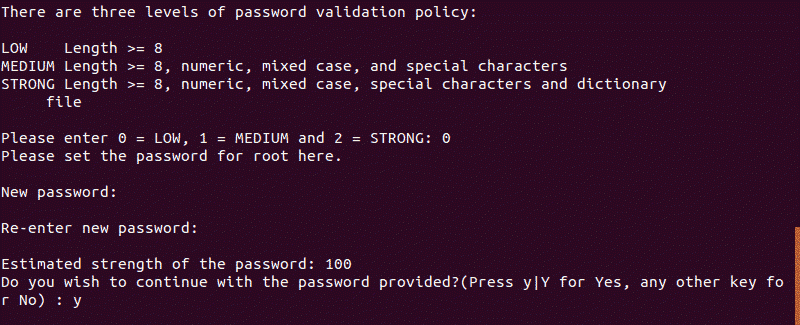 There are three levels of password validation policy:
LOW    Length >= 8
MEDIUM Length >= 8, numeric, mixed case, and special characters
STRONG Length >= 8, numeric, mixed case, special characters and dictionary
     file
Please enter 0 = LOW, 1 = MEDIUM and 2 = STRONG: 0
Please set the password for root here.
New password:
Re-enter new password:
Estimated strength of the password: 100
Do you wish to continue with the password provided?(Press y|Y for Yes, any other key fo
r No) : y